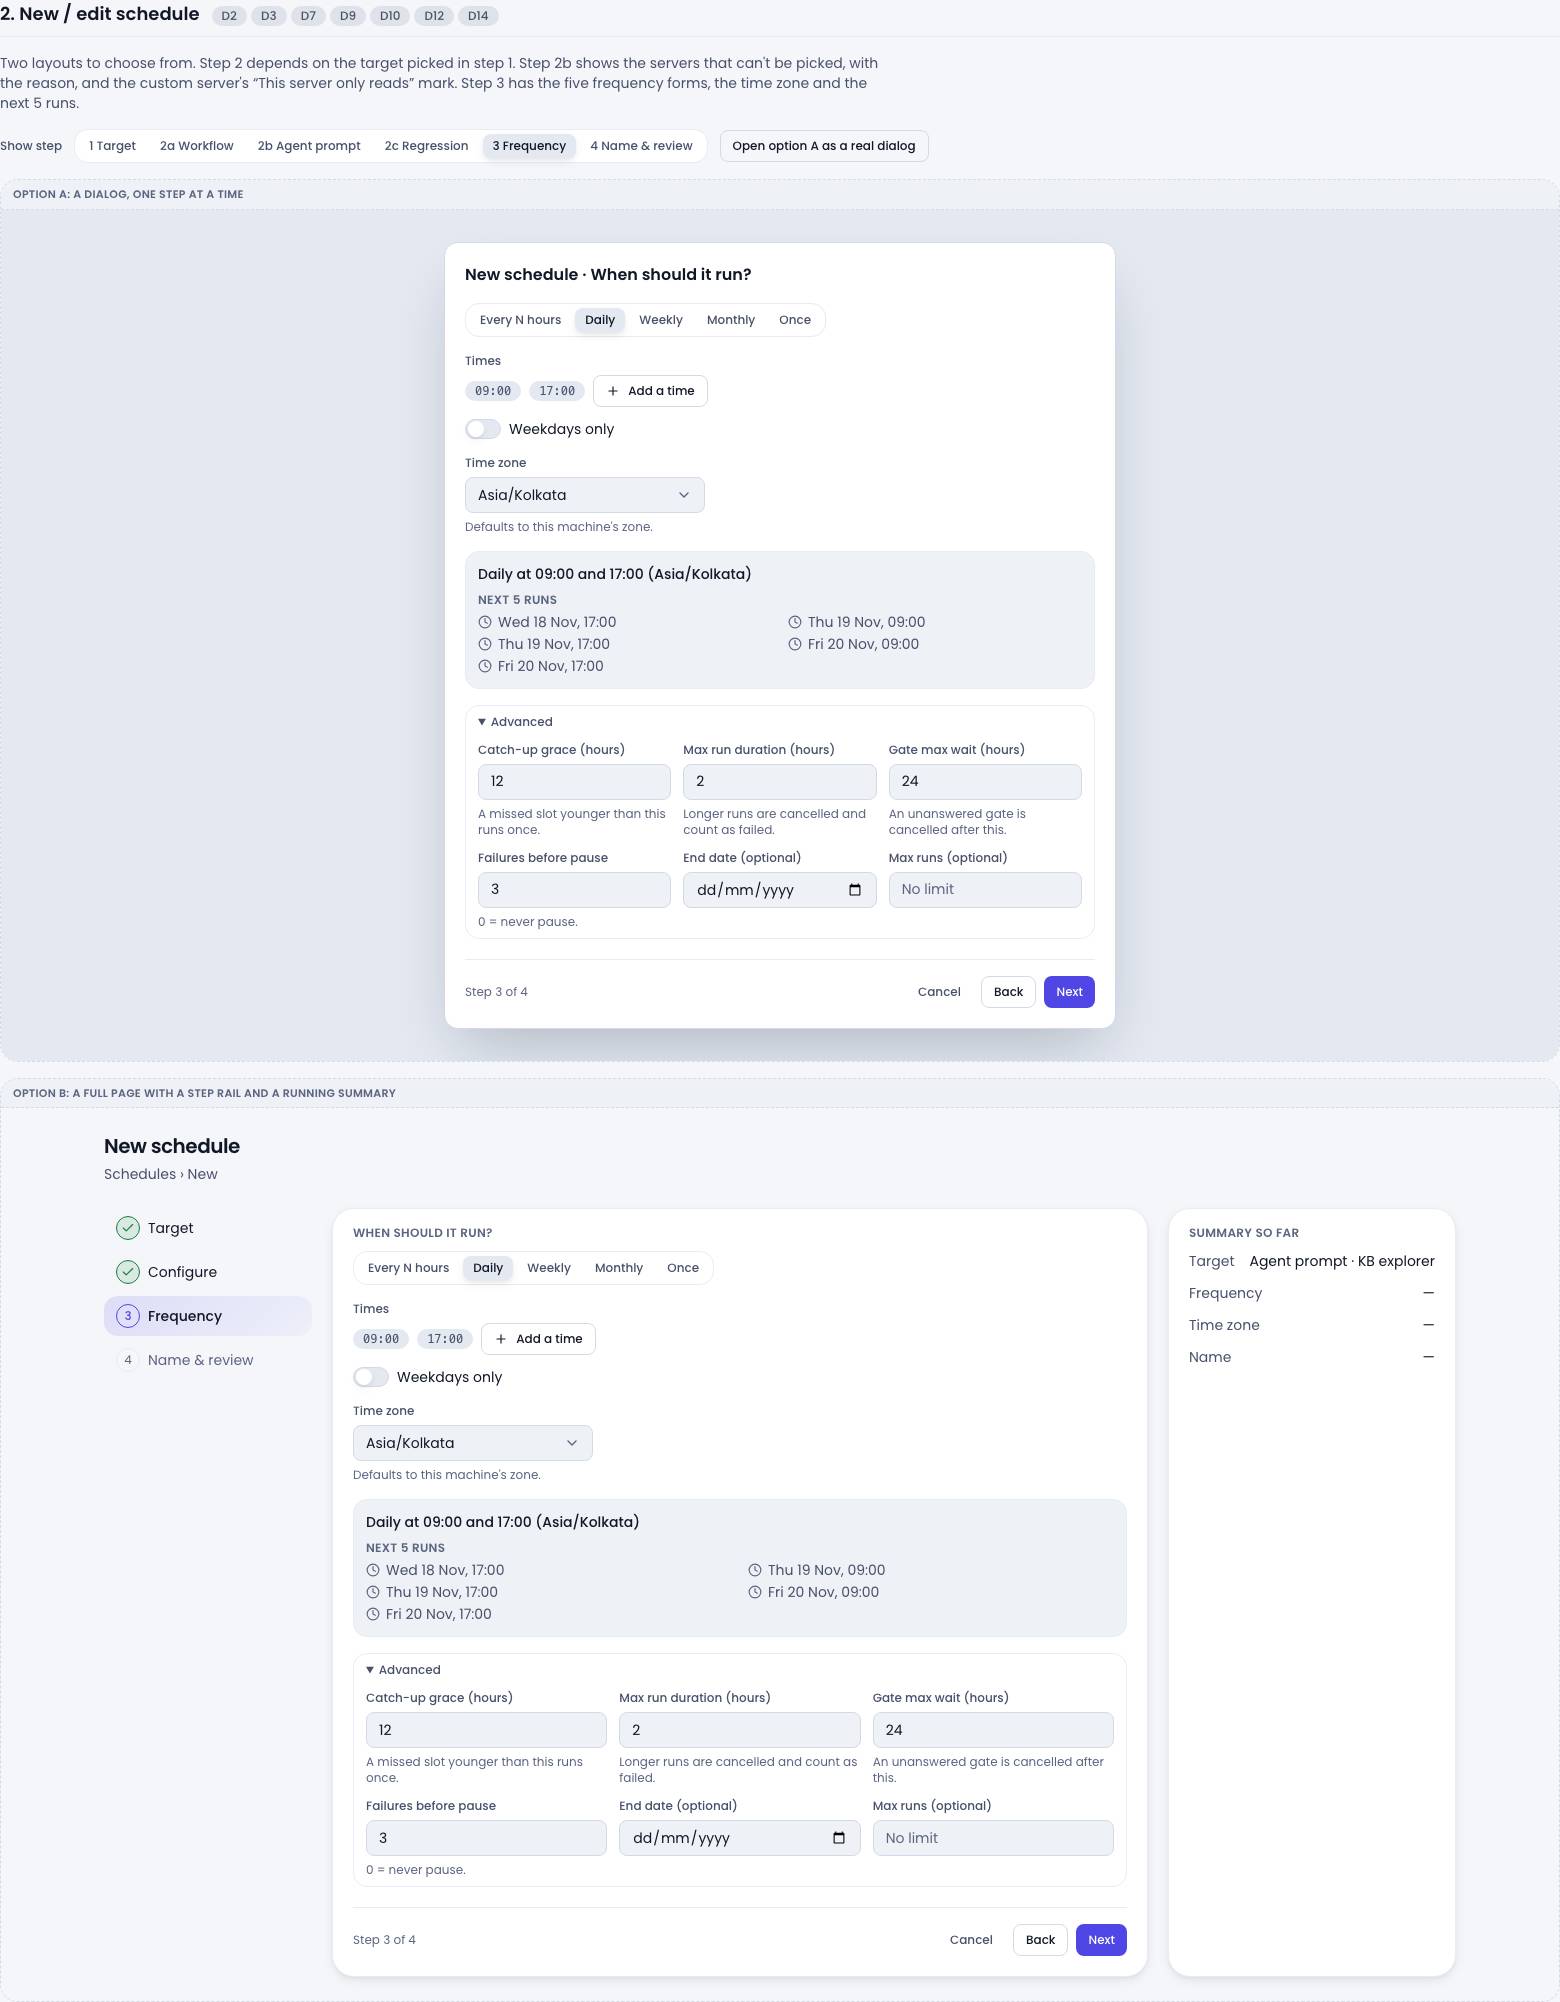 2. New / edit schedule D2 D3 D7 D9 D10 D12 D14
Two layouts to choose from. Step 2 depends on the target picked in step 1. Step 2b shows the servers that can't be picked, with
the reason, and the custom server's “This server only reads” mark. Step 3 has the five frequency forms, the time zone and the
next 5 runs.
Show step 1 Target 2a Workflow 2b Agent prompt 2c Regression 3 Frequency 4 Name & review Open option A as a real dialog
OPTION A: A DIALOG, ONE STEP AT A TIME
New schedule · When should it run?
Every N hours Daily Weekly Monthly Once
Times
09:00 17:00 + Add a time
Weekdays only
Time zone
Asia/Kolkata
Defaults to this machine's zone.
Daily at 09:00 and 17:00 (Asia/Kolkata)
NEXT 5 RUNS
Wed 18 Nov, 17:00 Thu 19 Nov, 09:00
Thu 19 Nov, 17:00 Fri 20 Nov, 09:00
Fri 20 Nov, 17:00
▼ Advanced
Catch-up grace (hours) Max run duration (hours) Gate max wait (hours)
12 2 24
A missed slot younger than this Longer runs are cancelled and An unanswered gate is
runs once. count as failed. cancelled after this.
Failures before pause End date (optional) Max runs (optional)
3 dd/mm/yyyy No limit
0 = never pause.
Step 3 of 4 Cancel Back Next
OPTION B: A FULL PAGE WITH A STEP RAIL AND A RUNNING SUMMARY
New schedule
Schedules › New
Target
Configure
3 Frequency
4 Name & review
WHEN SHOULD IT RUN?
Every N hours Daily Weekly Monthly Once
Times
09:00 17:00 + Add a time
Weekdays only
Time zone
Asia/Kolkata
Defaults to this machine's zone.
Daily at 09:00 and 17:00 (Asia/Kolkata)
NEXT 5 RUNS
Wed 18 Nov, 17:00 Thu 19 Nov, 09:00
Thu 19 Nov, 17:00 Fri 20 Nov, 09:00
Fri 20 Nov, 17:00
▼ Advanced
Catch-up grace (hours) Max run duration (hours) Gate max wait (hours)
12 2 24
A missed slot younger than this runs Longer runs are cancelled and count as An unanswered gate is cancelled after
once. failed. this.
Failures before pause End date (optional) Max runs (optional)
3 dd/mm/yyyy No limit
0 = never pause.
Step 3 of 4 Cancel Back Next
SUMMARY SO FAR
Target Agent prompt · KB explorer
Frequency —
Time zone —
Name —